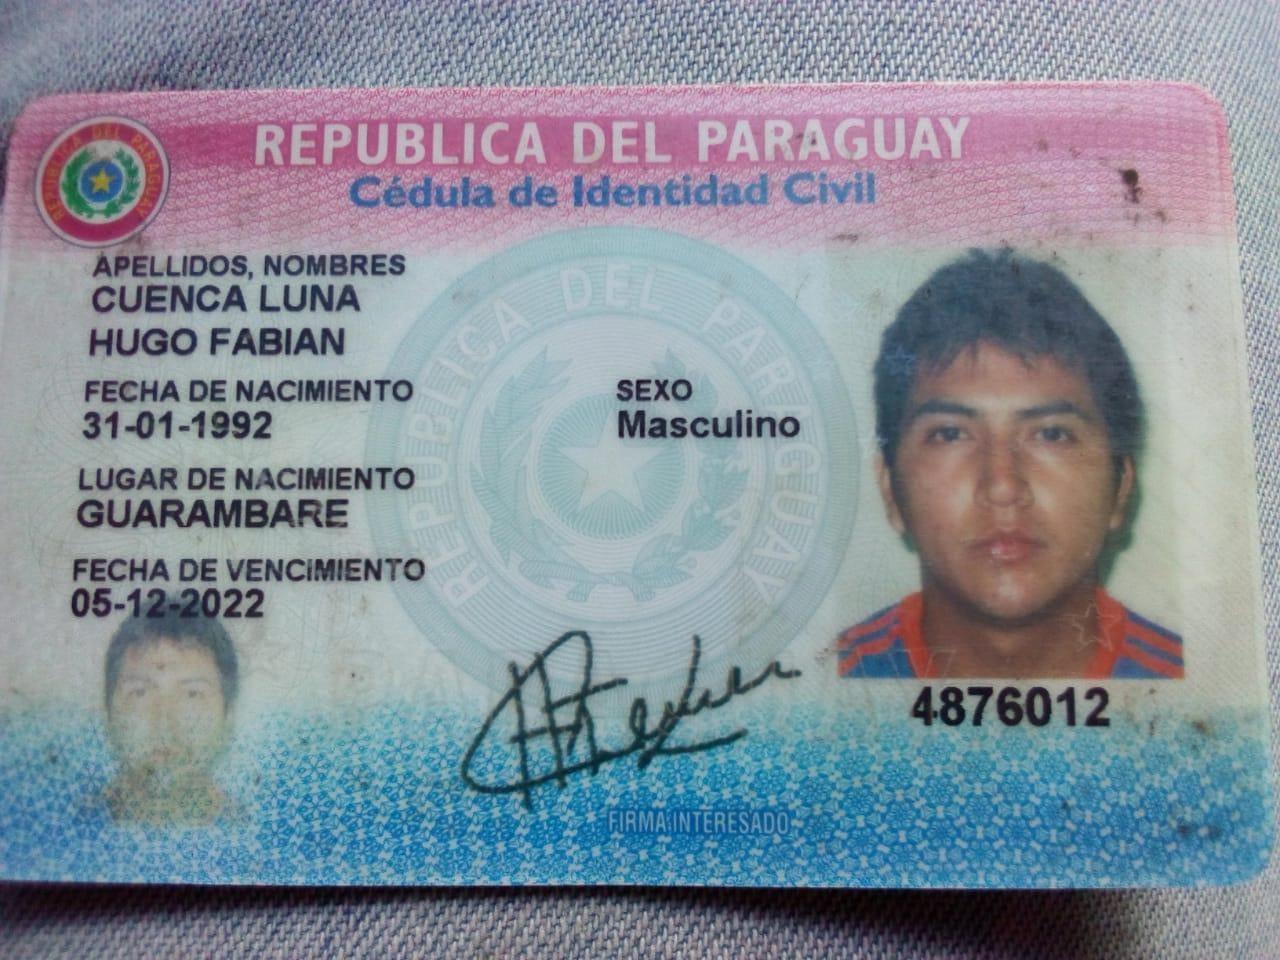 REPUBLICA DEL PARAGUAY
Cédula de Identidad Civil
REPUBLICA DEL PARAGUAY
APELLIDOS, NOMBRES
CUENCA LUNA
HUGO FABIAN
FECHA DE NACIMIENTO
31-01-1992
SEXO
Masculino
LUGAR DE NACIMIENTO
GUARAMBARE
FECHA DE VENCIMIENTO
05-12-2022
REPUBLICA DEL PARAGUAY
4876012
FIRMA INTERESADO